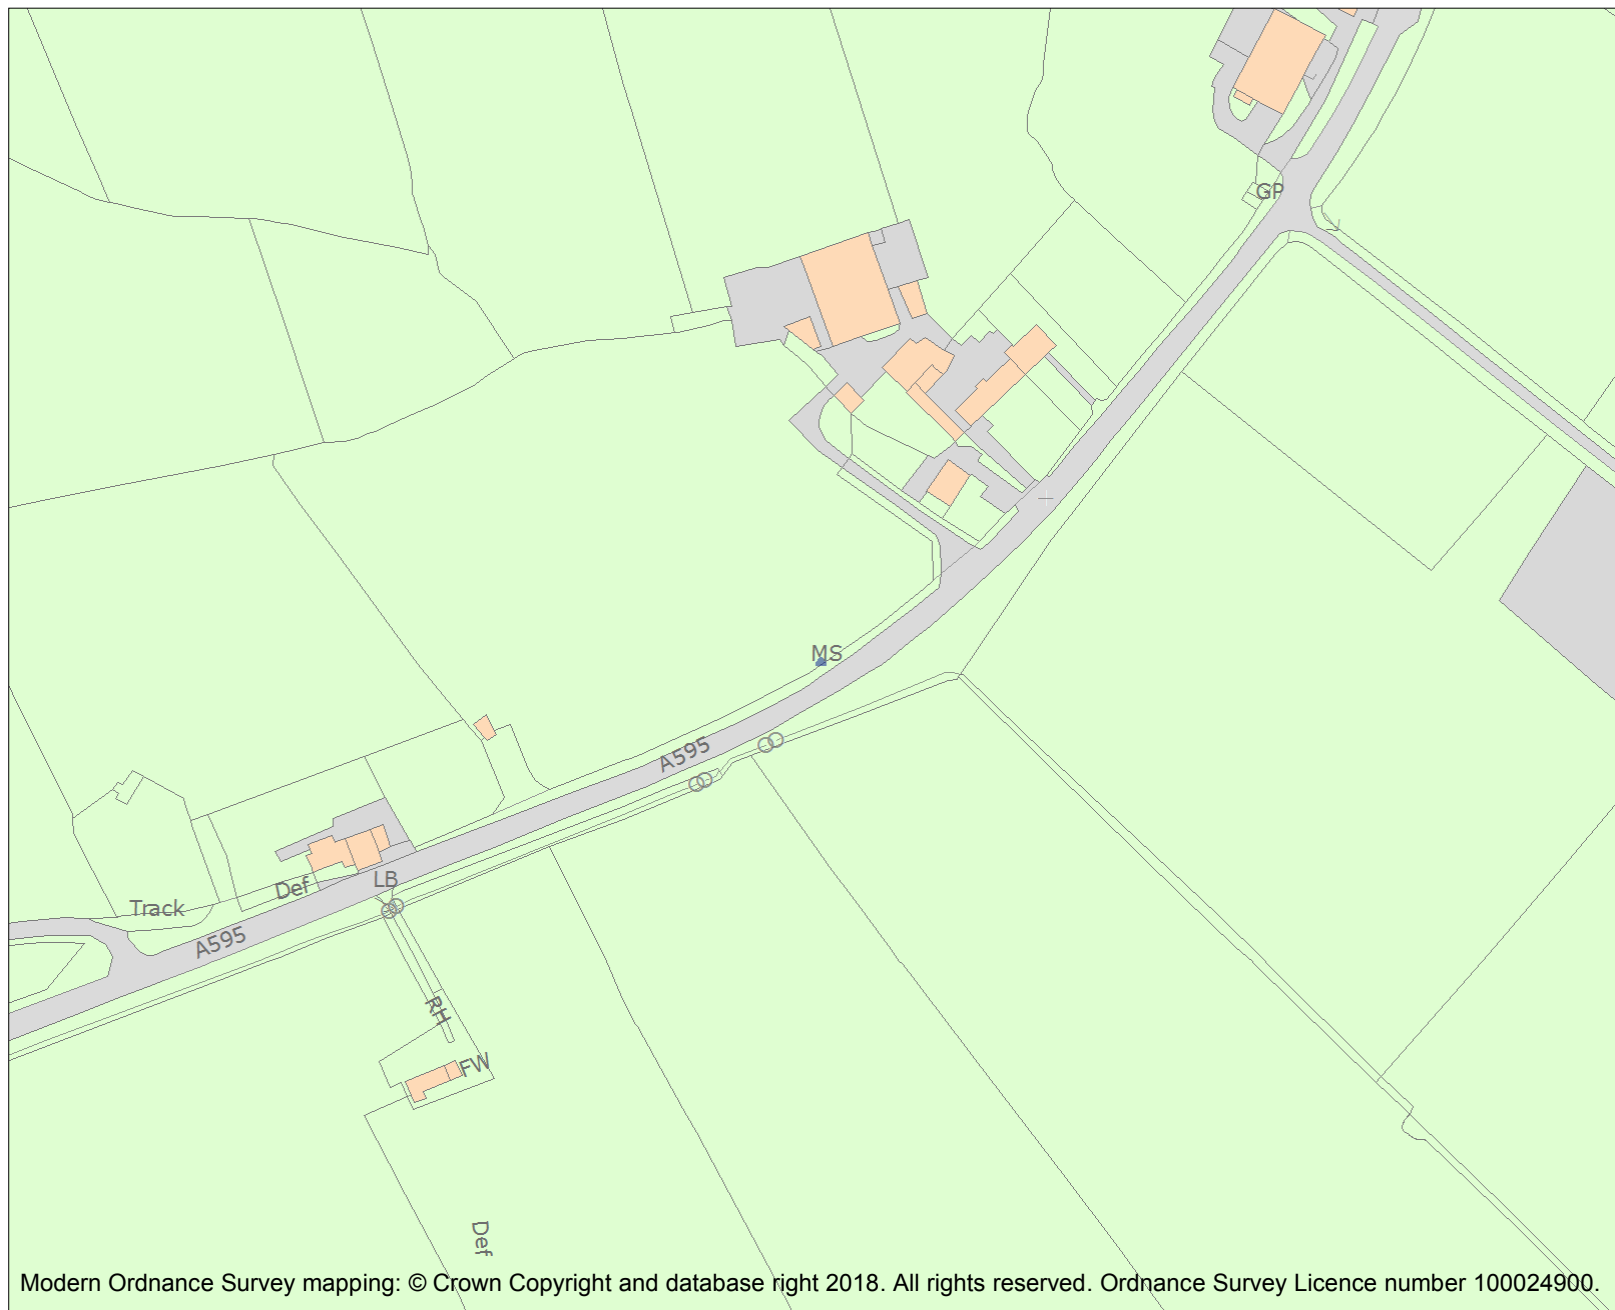 GP
MS
A595
LB
Def
Track
A595
RH
FW
Def
Modern Ordnance Survey mapping: © Crown Copyright and database right 2018. All rights reserved. Ordnance Survey Licence number 100024900.